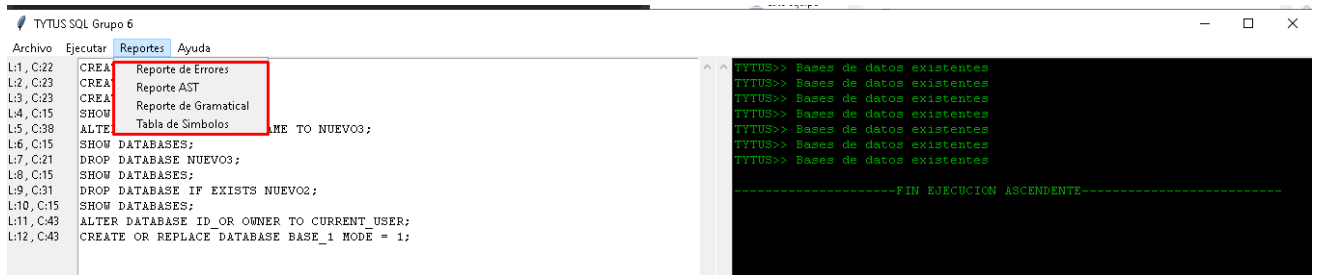 TYTUS SQL Grupo 6
Archivo Ejecutar Reportes Ayuda
Reporte de Errores
Reporte AST
Reporte de Gramatical
Tabla de Simbolos
L:1 , C:22 CREA
L:2 , C:23 CREA
L:3 , C:23 CREA
L:4 , C:15 SHOW
L:5 , C:38 ALTE AME TO NUEVO3;
L:6 , C:15 SHOW DATABASES;
L:7 , C:21 DROP DATABASE NUEVO3;
L:8 , C:15 SHOW DATABASES;
L:9 , C:31 DROP DATABASE IF EXISTS NUEVO2;
L:10 , C:15 SHOW DATABASES;
L:11 , C:43 ALTER DATABASE ID_OR OWNER TO CURRENT_USER;
L:12 , C:43 CREATE OR REPLACE DATABASE BASE_1 MODE = 1;
TYTUS>> Bases de datos existentes
TYTUS>> Bases de datos existentes
TYTUS>> Bases de datos existentes
TYTUS>> Bases de datos existentes
TYTUS>> Bases de datos existentes
TYTUS>> Bases de datos existentes
TYTUS>> Bases de datos existentes
----------------------FIN EJECUCION ASCENDENTE---------------------------